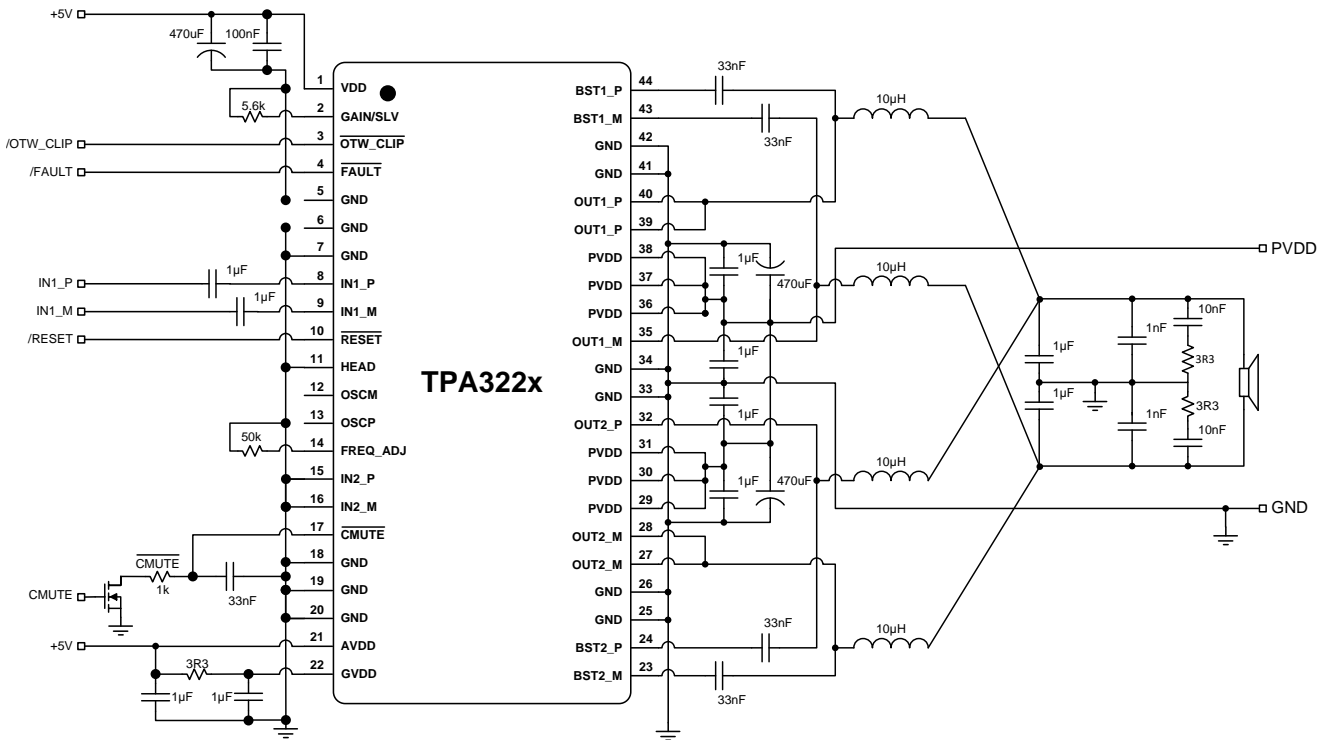 +5V
470uF
100nF
1
VDD
5.6k
2
GAIN/SLV
/OTW_CLIP
3
OTW_CLIP
/FAULT
4
FAULT
5
GND
6
GND
7
GND
IN1_P
1µF
8
IN1_P
IN1_M
1µF
9
IN1_M
/RESET
10
RESET
11
HEAD
12
OSCM
13
OSCP
50k
14
FREQ_ADJ
15
IN2_P
16
IN2_M
17
CMUTE
18
GND
CMUTE
1k
33nF
19
GND
CMUTE
20
GND
+5V
21
AVDD
3R3
22
GVDD
1µF
1µF
TPA322x
BST1_P
44
33nF
BST1_M
43
33nF
10µH
GND
42
GND
41
OUT1_P
40
OUT1_P
39
PVDD
38
1µF
PVDD
37
470uF
10µH
PVDD
36
OUT1_M
35
GND
34
1µF
GND
33
1µF
OUT2_P
32
PVDD
31
PVDD
30
1µF
470uF
10µH
PVDD
29
OUT2_M
28
OUT2_M
27
GND
26
GND
25
BST2_P
24
33nF
10µH
BST2_M
23
33nF
PVDD
1µF
1nF
10nF
3R3
1µF
1nF
3R3
10nF
GND